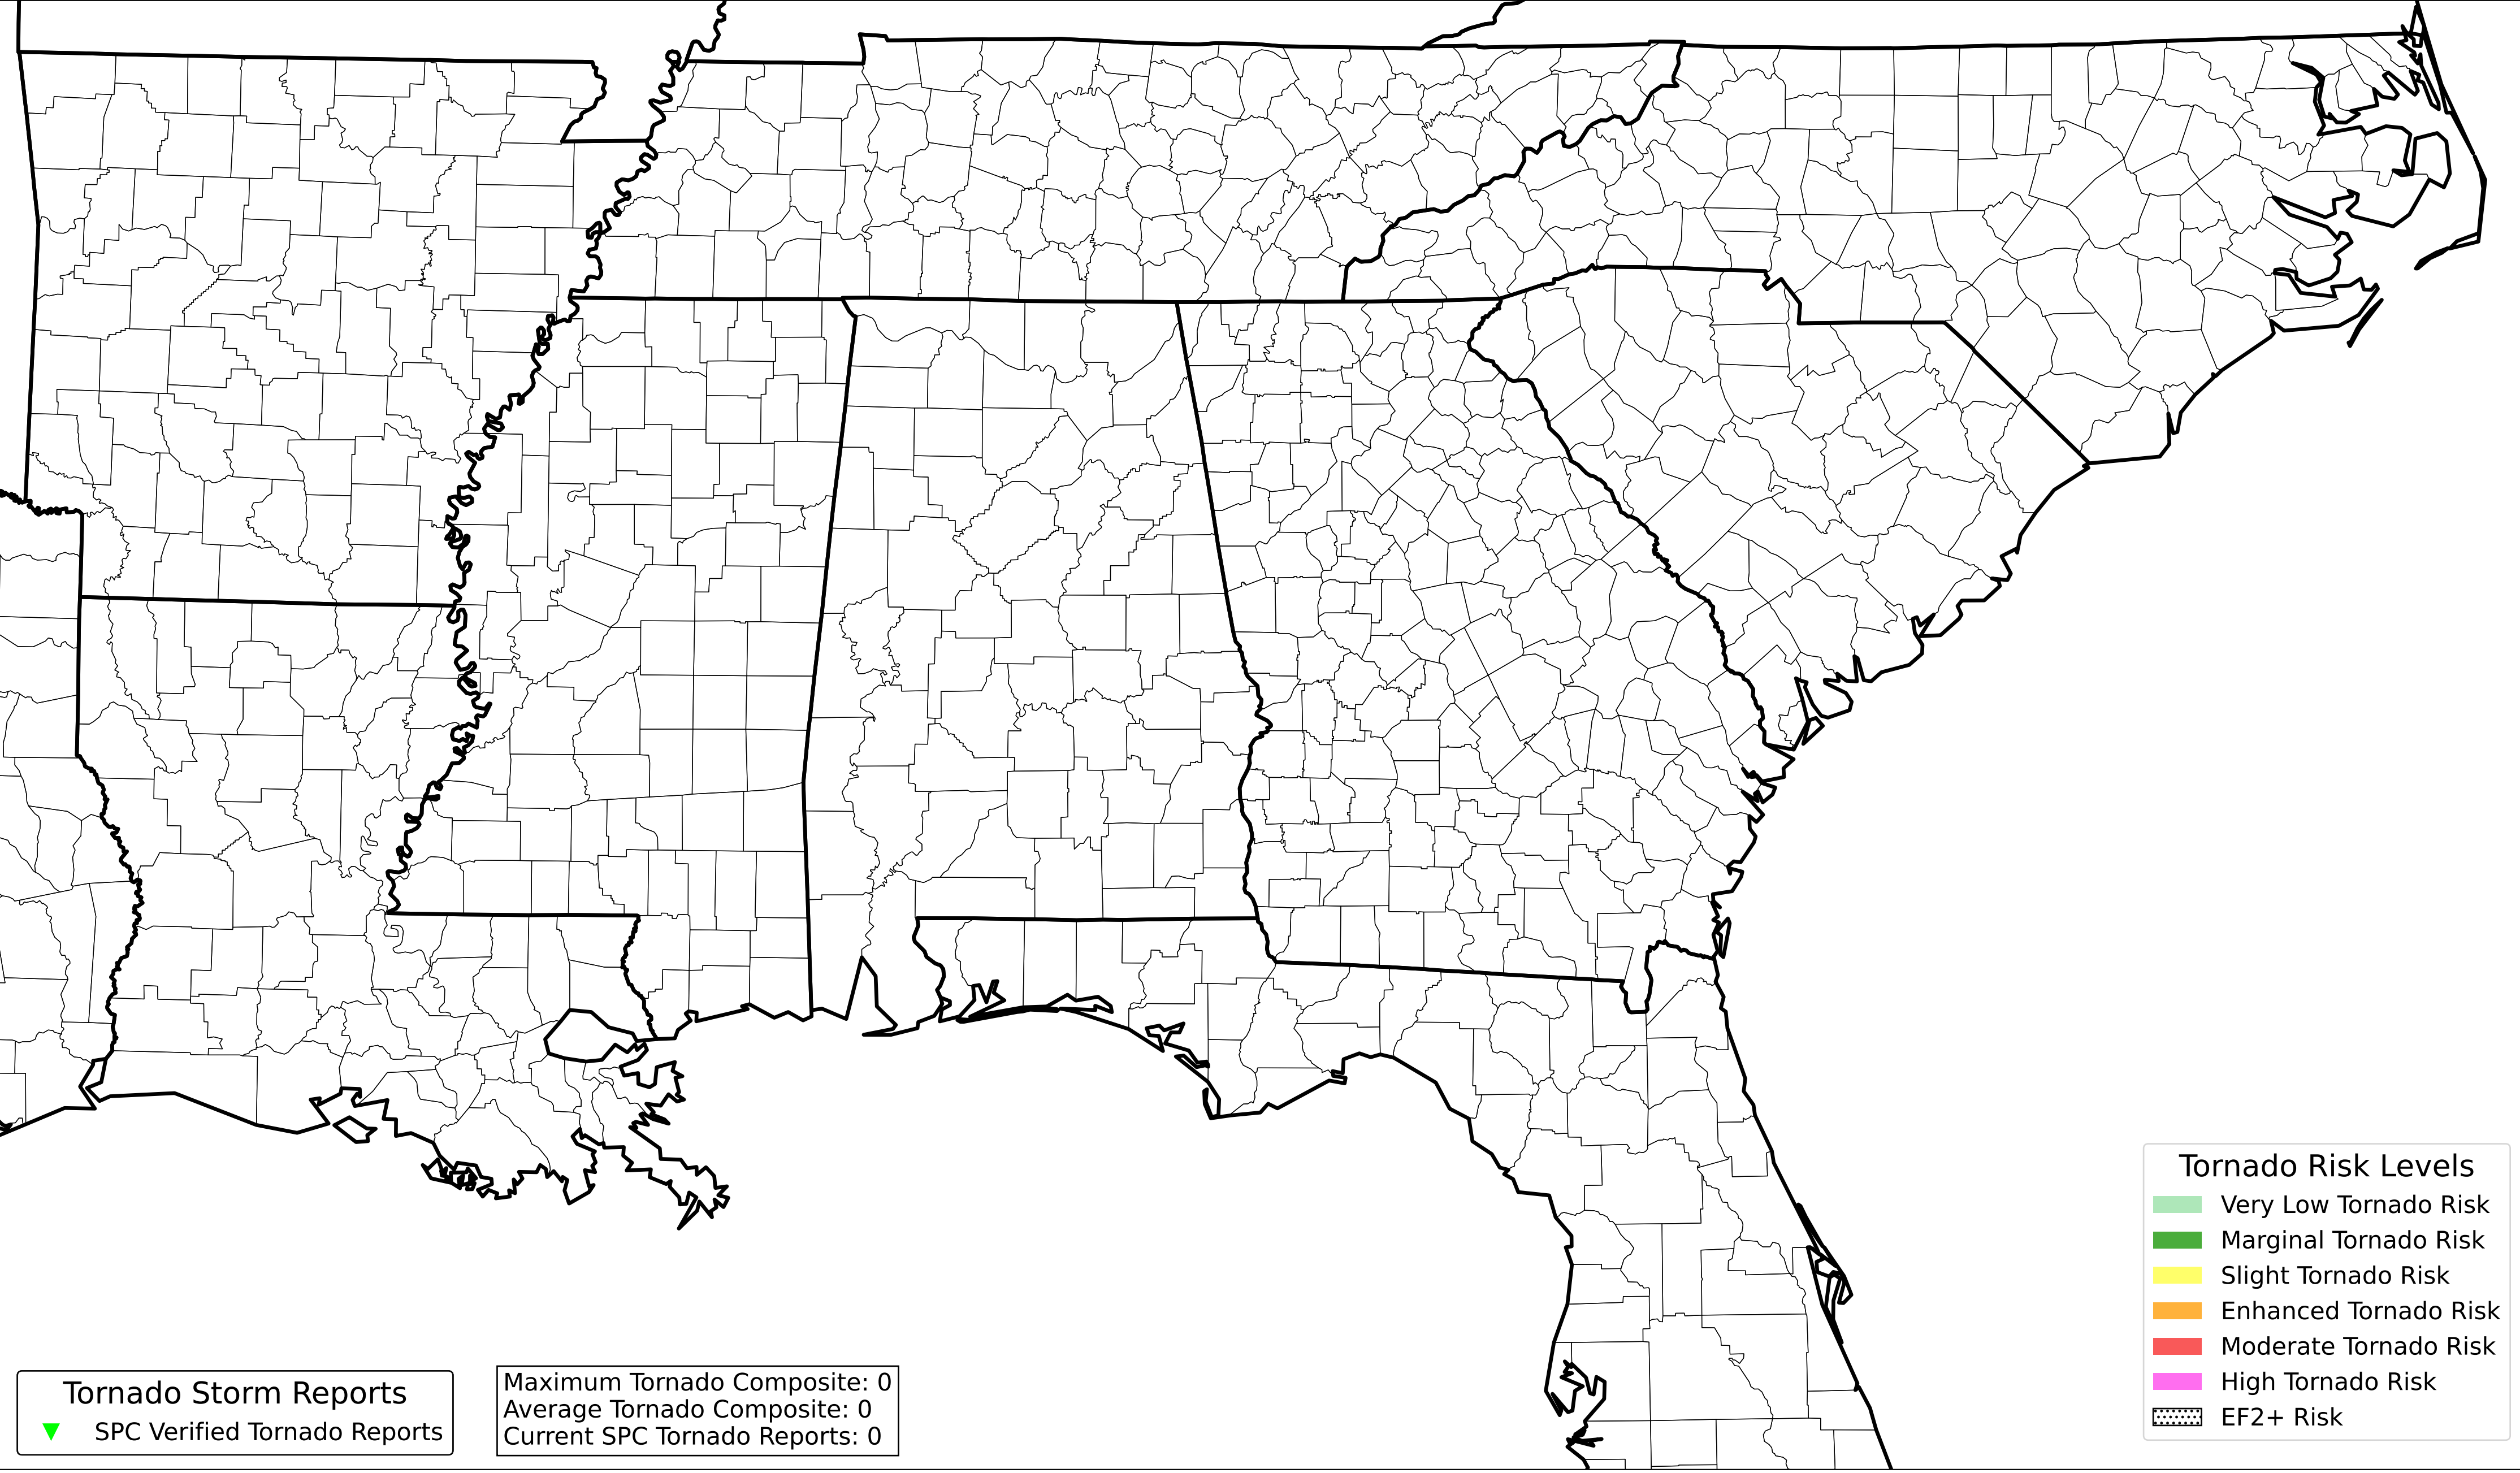 Tornado Risk Levels
Very Low Tornado Risk
Marginal Tornado Risk
Slight Tornado Risk
Enhanced Tornado Risk
Moderate Tornado Risk
High Tornado Risk
EF2+ Risk
Tornado Storm Reports
SPC Verified Tornado Reports
Maximum Tornado Composite: 0
Average Tornado Composite: 0
Current SPC Tornado Reports: 0